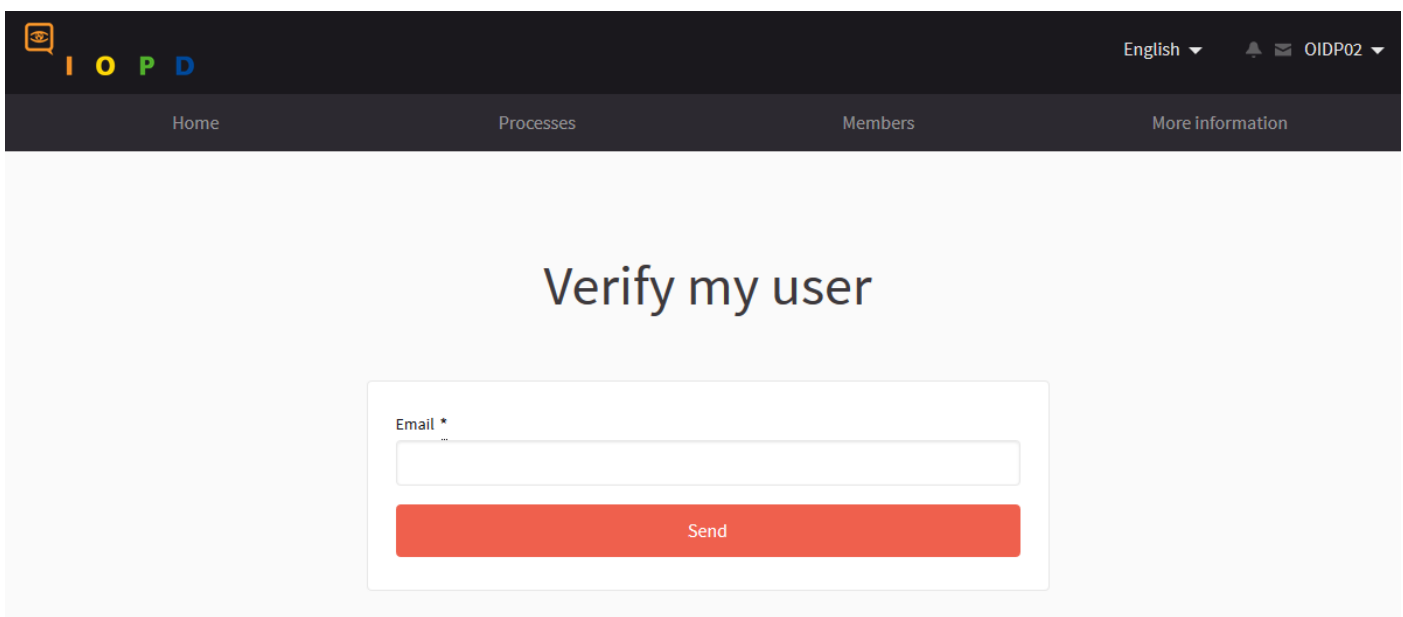 I O P D
English OIDP02
Home Processes Members More information
Verify my user
Email *
Send